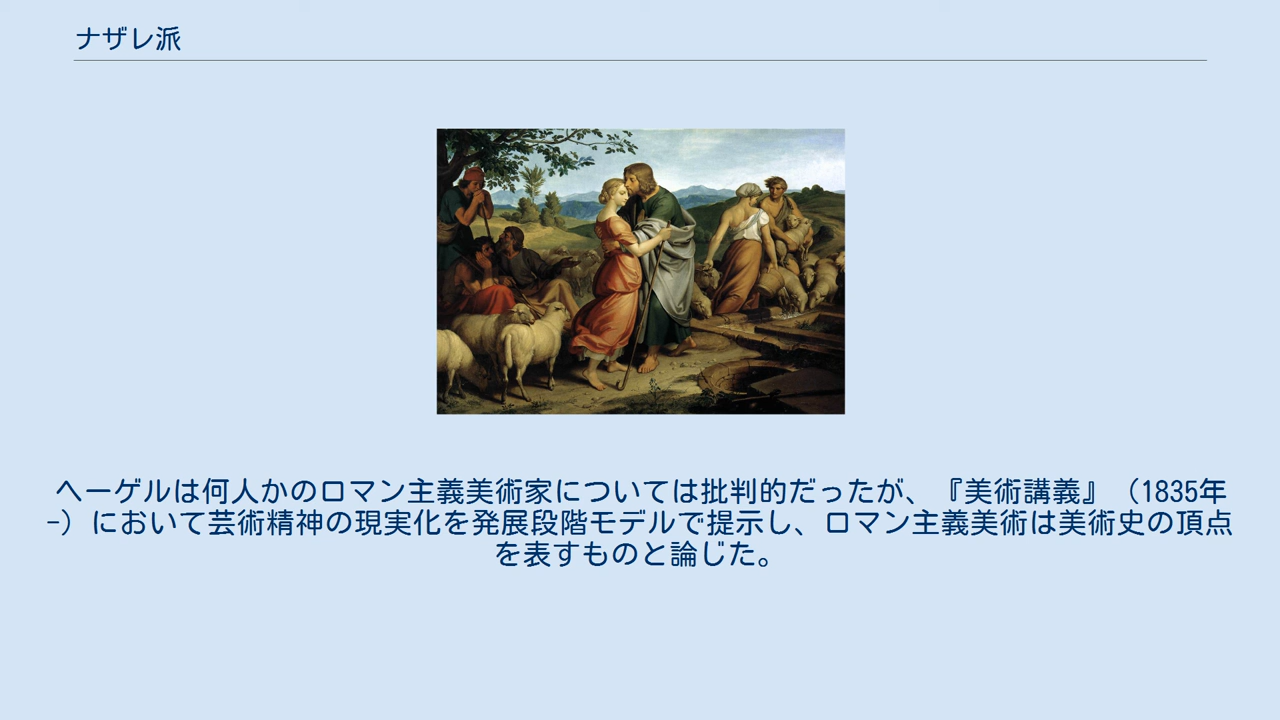 ナザレ派
ヘーゲルは何人かのロマン主義美術家については批判的だったが、『美術講義』（1835年
-）において芸術精神の現実化を発展段階モデルで提示し、ロマン主義美術は美術史の頂点
を表すものと論じた。